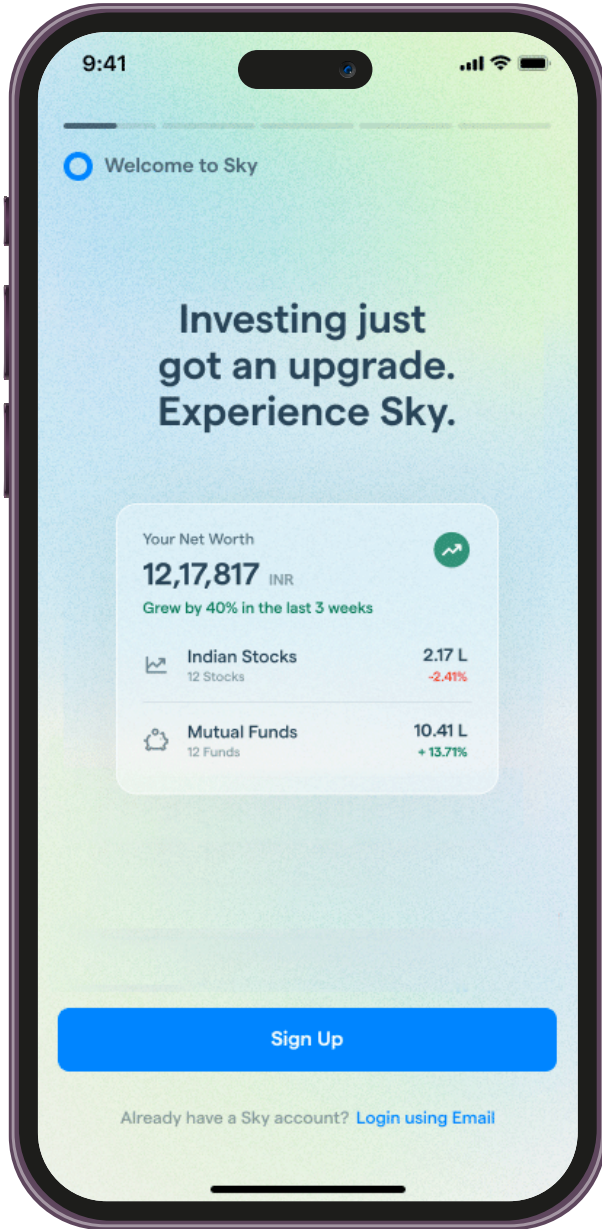 9:41
Welcome to Sky
Investing just
got an upgrade.
Experience Sky.
Your Net Worth
12,17,817 INR
Grew by 40% in the last 3 weeks
Indian Stocks 2.17 L
12 Stocks -2.41%
Mutual Funds 10.41 L
12 Funds + 13.71%
Sign Up
Already have a Sky account? Login using Email